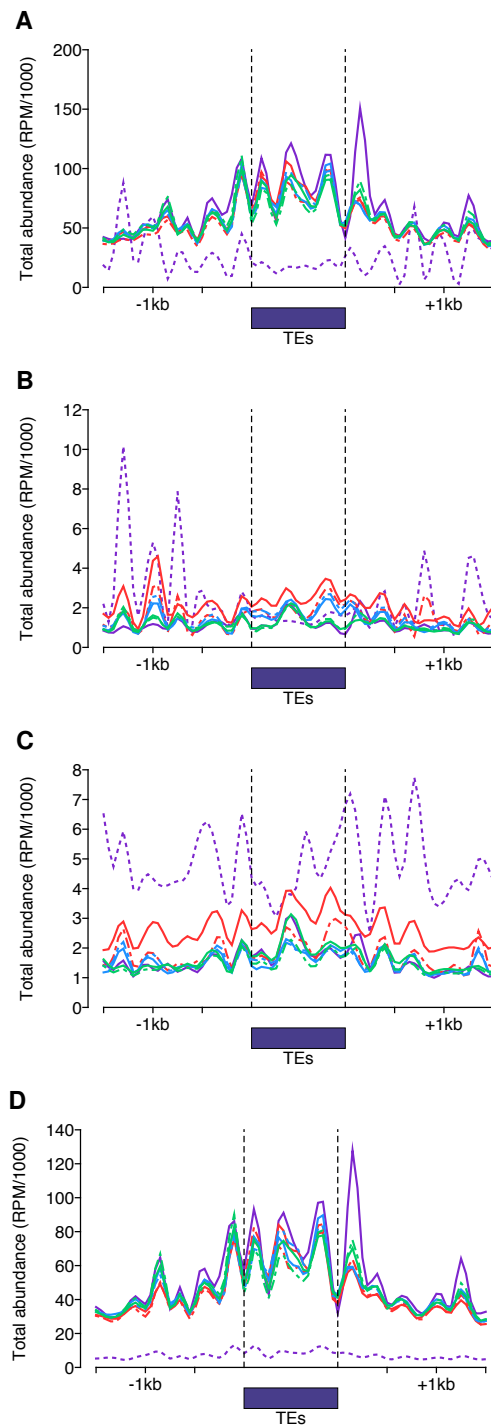 A
Total abundance (RPM/1000)
200
150
100
50
0
-1kb
+1kb
TEs
B
Total abundance (RPM/1000)
12
10
8
6
4
2
0
-1kb
+1kb
TEs
C
Total abundance (RPM/1000)
8
7
6
5
4
3
2
1
0
-1kb
+1kb
TEs
D
Total abundance (RPM/1000)
140
120
100
80
60
40
20
0
-1kb
+1kb
TEs